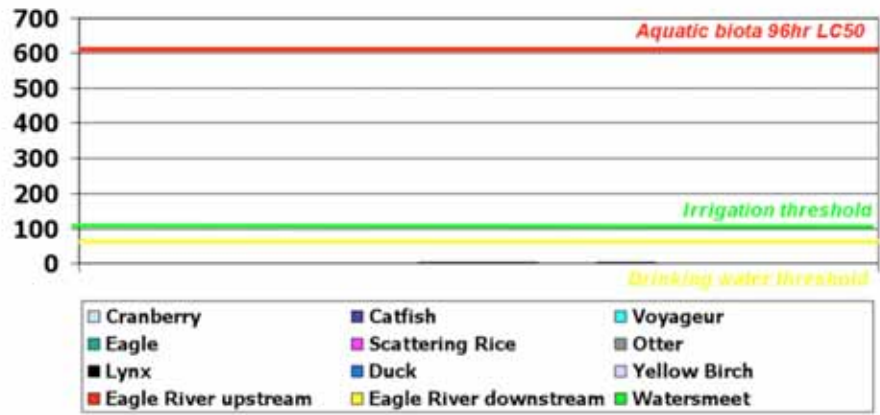 700
Aquatic biota 96hr LC50
600
500
400
300
200
Irrigation threshold
100
0
Drinking water threshold
Cranberry Catfish Voyageur
Eagle Scattering Rice Otter
Lynx Duck Yellow Birch
Eagle River upstream Eagle River downstream Watersmeet